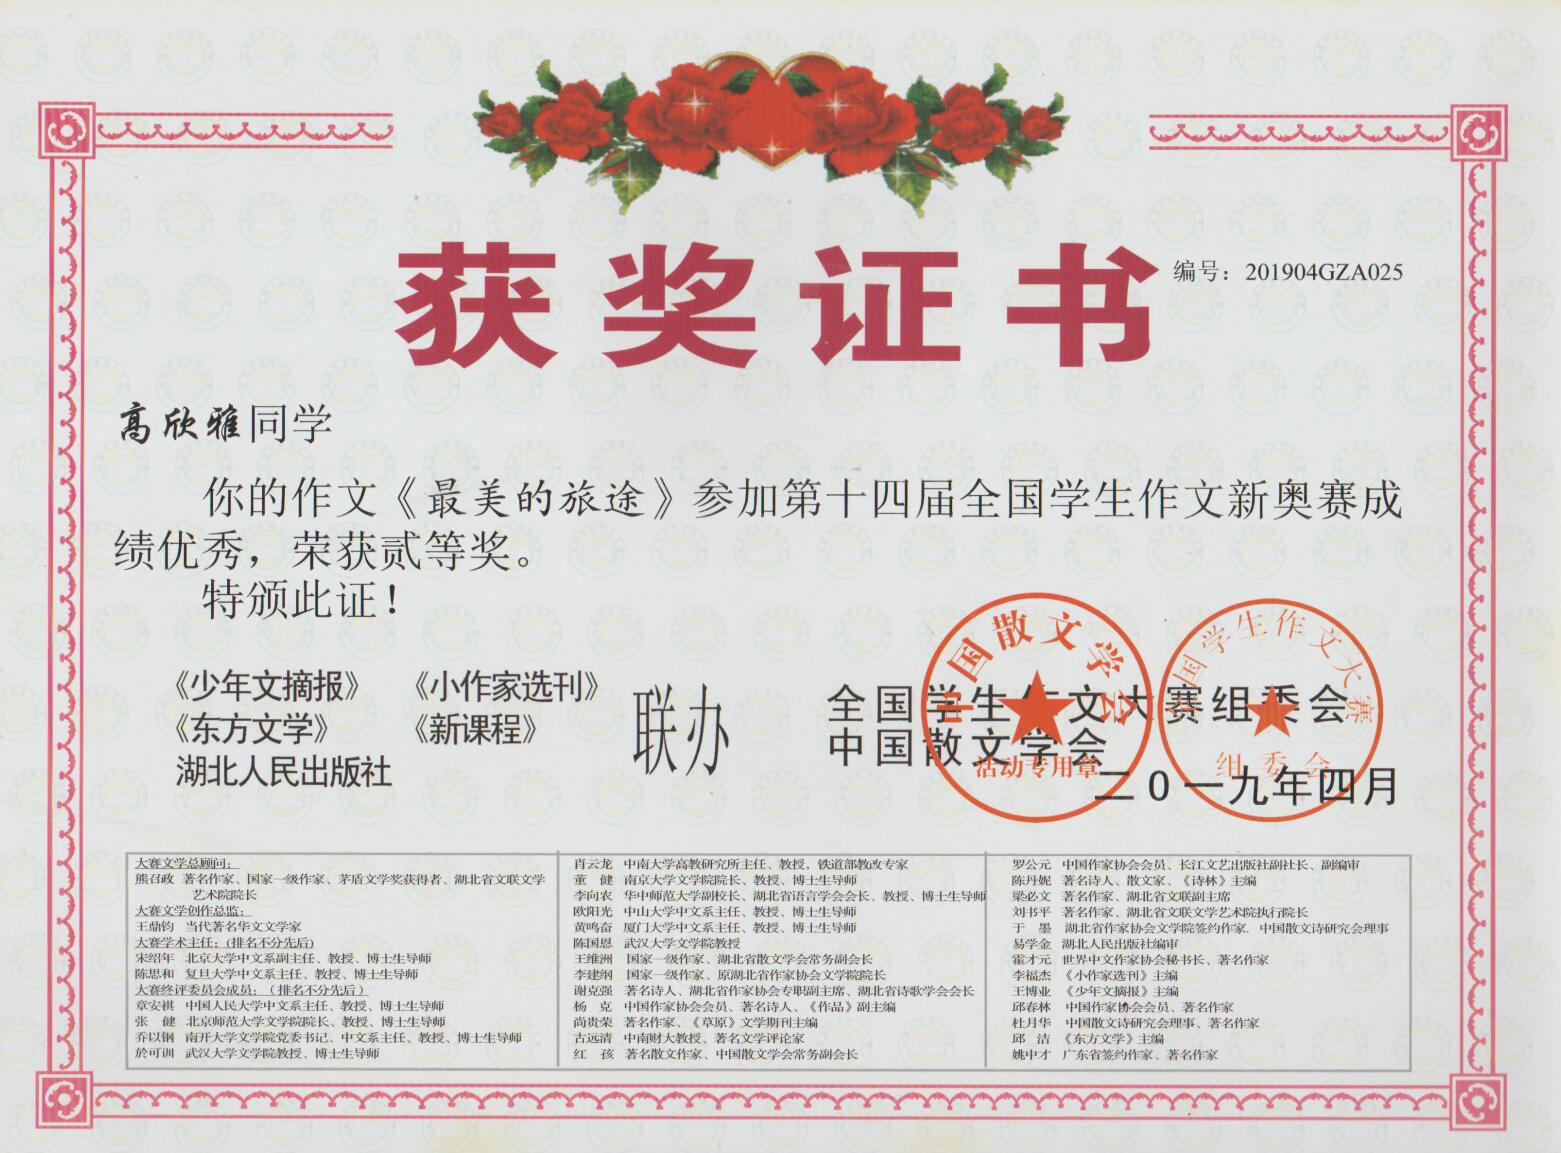 获奖证书
编号：201904GZA025
高欣雅同学
你的作文《最美的旅途》参加第十四届全国学生作文新奥赛成
绩优秀，荣获贰等奖。
特颁此证！
《少年文摘报》 《小作家选刊》
《东方文学》 《新课程》
湖北人民出版社
联办
全国学生作文大赛组委会
中国散文学会
二0一九年四月
中国散文学会
活动专用章
全国学生作文大赛
组委会
大赛文学总顾问：
熊召政 著名作家、国家一级作家、茅盾文学奖获得者、湖北省文联文学
艺术院院长
大赛文学创作总监：
王鼎钧 当代著名华文文学家
大赛学术主任：(排名不分先后)
宋绍年 北京大学中文系副主任、教授、博士生导师
陈思和 复旦大学中文系主任、教授、博士生导师
大赛终评委员会成员：（排名不分先后）
章安祺 中国人民大学中文系主任、教授、博士生导师
张 健 北京师范大学文学院院长、教授、博士生导师
乔以钢 南开大学文学院党委书记、中文系主任、教授、博士生导师
於可训 武汉大学文学院教授、博士生导师
肖云龙 中南大学高教研究所主任、教授，铁道部教改专家
董 健 南京大学文学院院长、教授、博士生导师
李向农 华中师范大学副校长、湖北省语言学会会长、教授、博士生导师
欧阳光 中山大学中文系主任、教授、博士生导师
黄鸣奋 厦门大学中文系主任、教授、博士生导师
陈国恩 武汉大学文学院教授
王维洲 国家一级作家、湖北省散文学会常务副会长
李建纲 国家一级作家、原湖北省作家协会文学院院长
谢克强 著名诗人、湖北省作家协会专职副主席、湖北省诗歌学会会长
杨 克 中国作家协会会员、著名诗人、《作品》副主编
尚贵荣 著名作家、《草原》文学期刊主编
古远清 中南财大教授、著名文学评论家
红 孩 著名散文作家、中国散文学会常务副会长
罗公元 中国作家协会会员、长江文艺出版社副社长、副编审
陈丹妮 著名诗人、散文家、《诗林》主编
梁必文 著名作家、湖北省文联副主席
刘书平 著名作家、湖北省文联文学艺术院执行院长
于 墨 湖北省作家协会文学院签约作家、中国散文诗研究会理事
易学金 湖北人民出版社编审
霍才元 世界中文作家协会秘书长、著名作家
李福杰 《小作家选刊》主编
王博业 《少年文摘报》主编
邱春林 中国作家协会会员、著名作家
杜月华 中国散文诗研究会理事、著名作家
邱 洁 《东方文学》主编
姚中才 广东省签约作家、著名作家